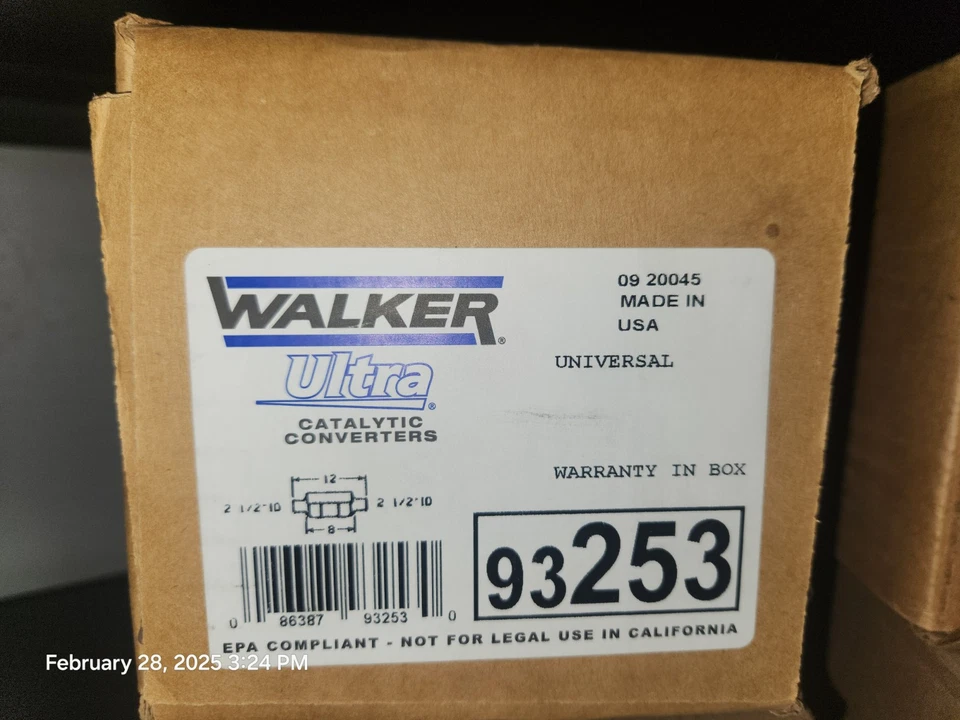 WALKER®
Ultra®
CATALYTIC
CONVERTERS
09 20045
MADE IN
USA
UNIVERSAL
WARRANTY IN BOX
12
2 1/2"ID
2 1/2"ID
8
0 86387 93253 0
93253
EPA COMPLIANT - NOT FOR LEGAL USE IN CALIFORNIA
February 28, 2025 3:24 PM